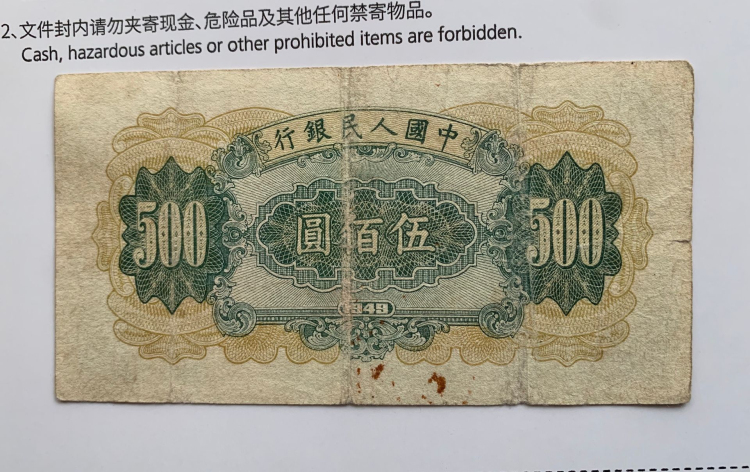 2、文件封内请勿夹寄现金、危险品及其他任何禁寄物品。
Cash, hazardous articles or other prohibited items are forbidden.
行銀民人國中
500 圓佰伍 500
1949